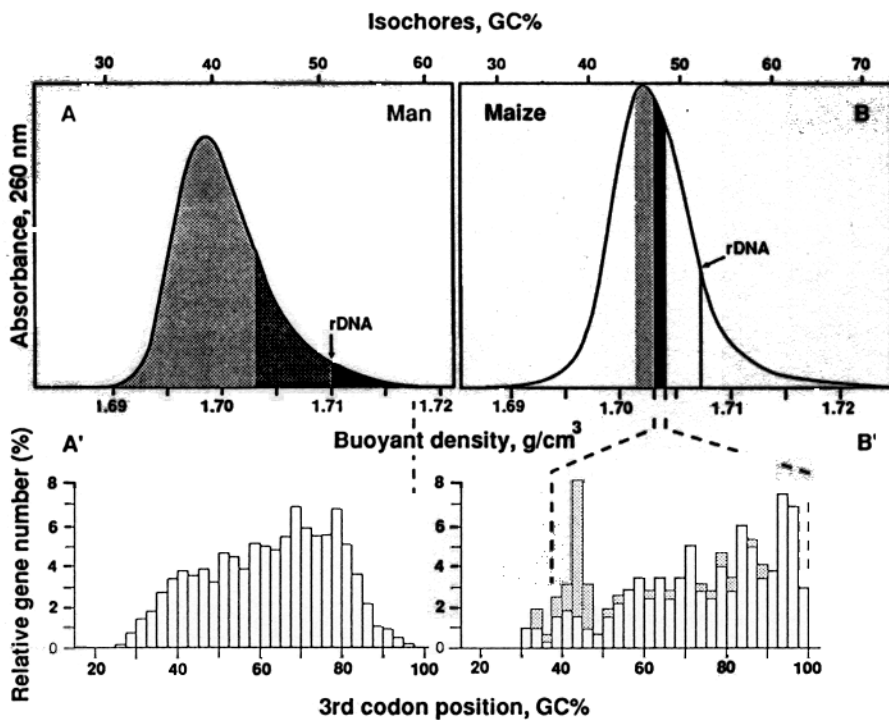 Isochores, GC%
30 40 50 60 30 40 50 60 70
A Man Maize B
Absorbance, 260 nm
rDNA
rDNA
1.69 1.70 1.71 1.72 1.69 1.70 1.71 1.72
Buoyant density, g/cm3
A' B'
Relative gene number (%)
8 8
6 6
4 4
2 2
0 0
20 40 60 80 100 20 40 60 80 100
3rd codon position, GC%